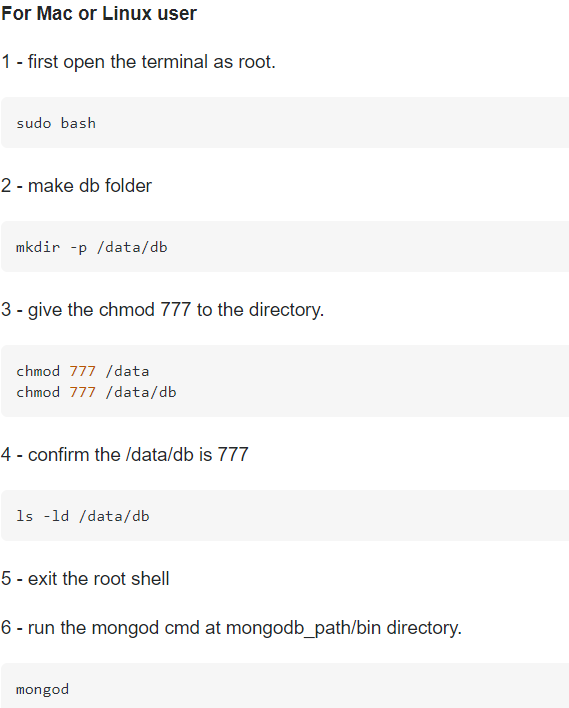 For Mac or Linux user
1 - first open the terminal as root.
sudo bash
2 - make db folder
mkdir -p /data/db
3 - give the chmod 777 to the directory.
chmod 777 /data
chmod 777 /data/db
4 - confirm the /data/db is 777
ls -ld /data/db
5 - exit the root shell
6 - run the mongod cmd at mongodb_path/bin directory.
mongod